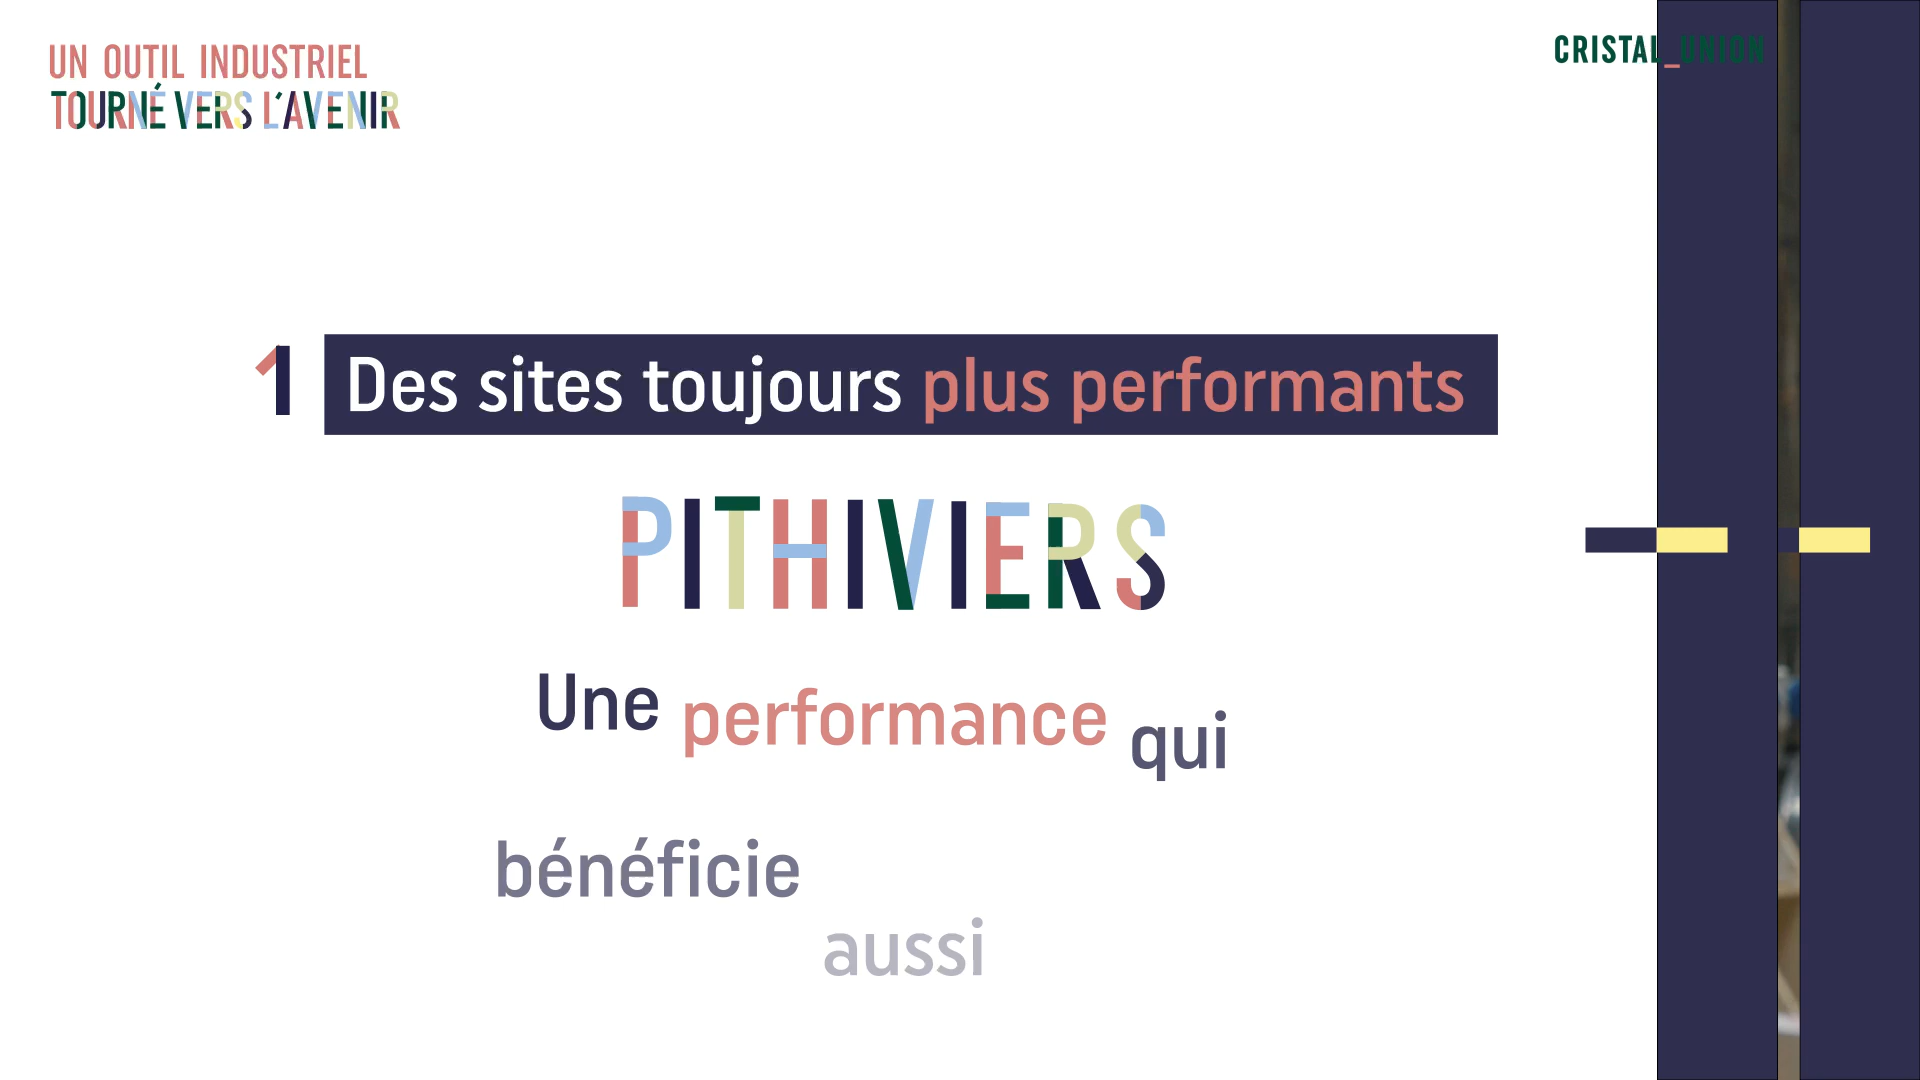 UN OUTIL INDUSTRIEL
TOURNÉ VERS L'AVENIR
CRISTAL_UNION
1 Des sites toujours plus performants
PITHIVIERS
Une performance qui
bénéficie
aussi